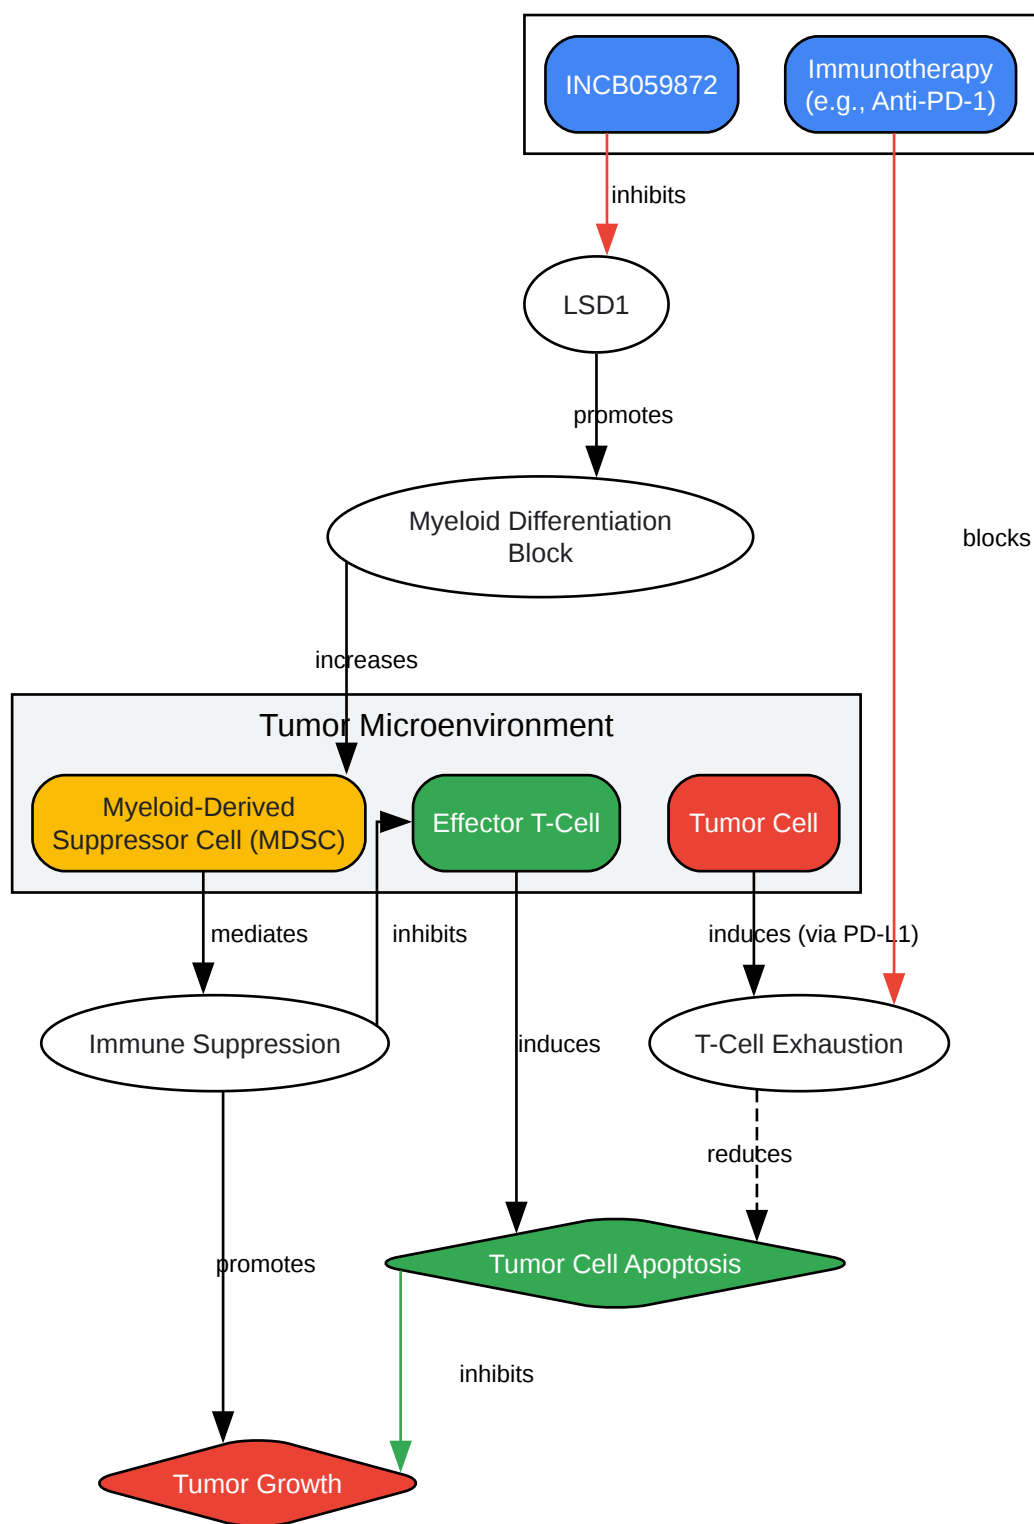 INCB059872
Immunotherapy
(e.g., Anti-PD-1)
inhibits
LSD1
promotes
Myeloid Differentiation
Block
blocks
increases
Tumor Microenvironment
Myeloid-Derived
Suppressor Cell (MDSC)
Effector T-Cell
Tumor Cell
mediates
inhibits
induces (via PD-L1)
Immune Suppression
induces
T-Cell Exhaustion
reduces
promotes
Tumor Cell Apoptosis
inhibits
Tumor Growth